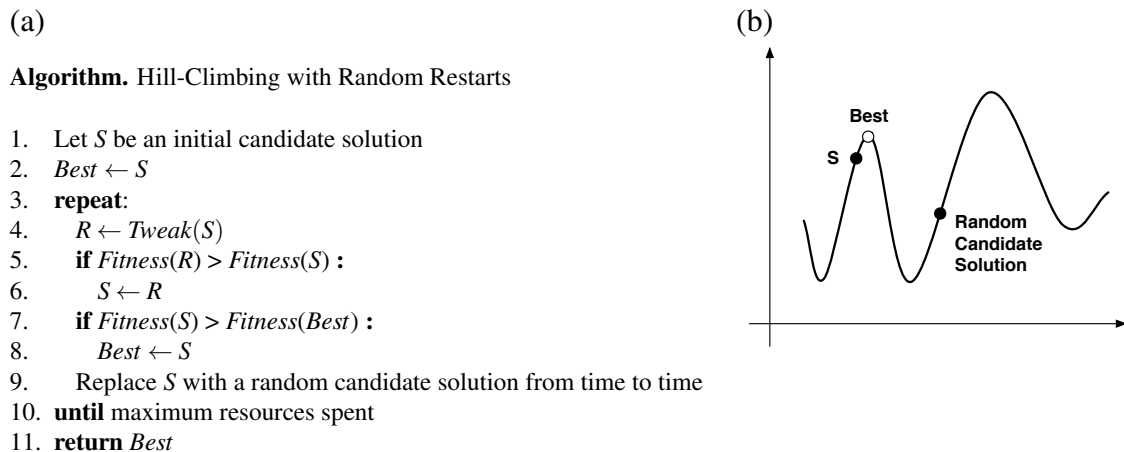 (a)
Algorithm. Hill-Climbing with Random Restarts
1. Let S be an initial candidate solution
2. Best ← S
3. repeat:
4. R ← Tweak(S)
5. if Fitness(R) > Fitness(S) :
6. S ← R
7. if Fitness(S) > Fitness(Best) :
8. Best ← S
9. Replace S with a random candidate solution from time to time
10. until maximum resources spent
11. return Best
(b)
Best
S
Random
Candidate
Solution